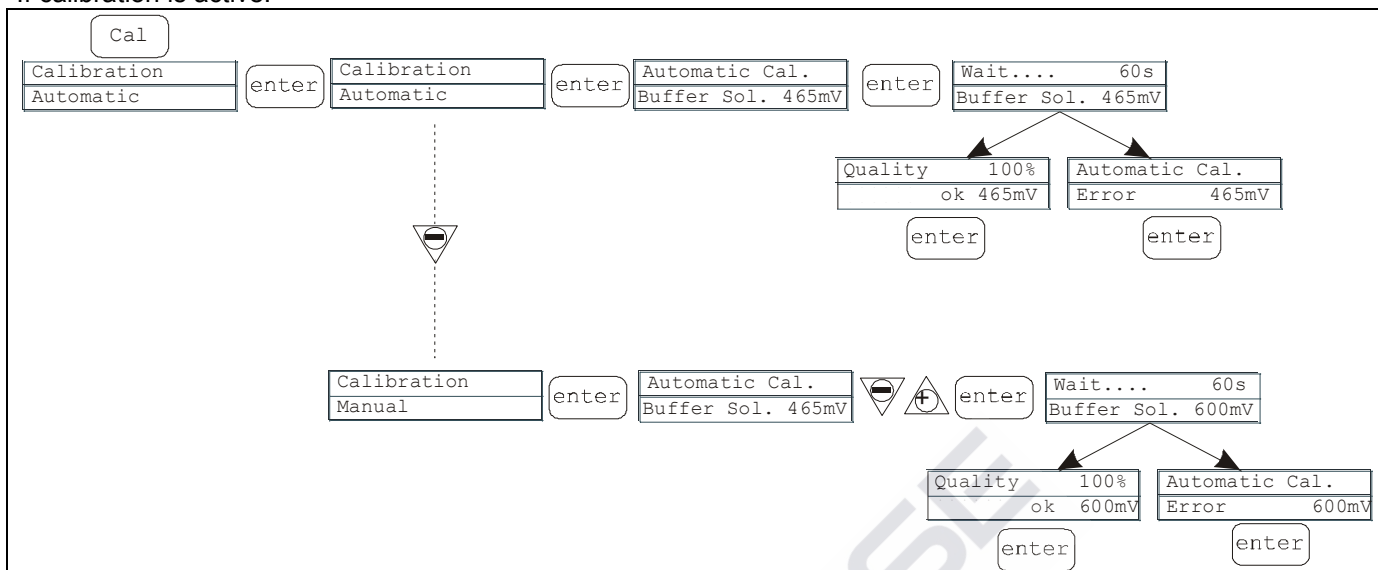 If calibration is active:
Cal
Calibration
Automatic
enter
Calibration
Automatic
enter
Automatic Cal.
Buffer Sol. 465mV
enter
Wait.... 60s
Buffer Sol. 465mV
Quality 100%
ok 465mV
enter
Automatic Cal.
Error 465mV
enter
Calibration
Manual
enter
Automatic Cal.
Buffer Sol. 465mV
enter
Wait.... 60s
Buffer Sol. 600mV
Quality 100%
ok 600mV
enter
Automatic Cal.
Error 600mV
enter